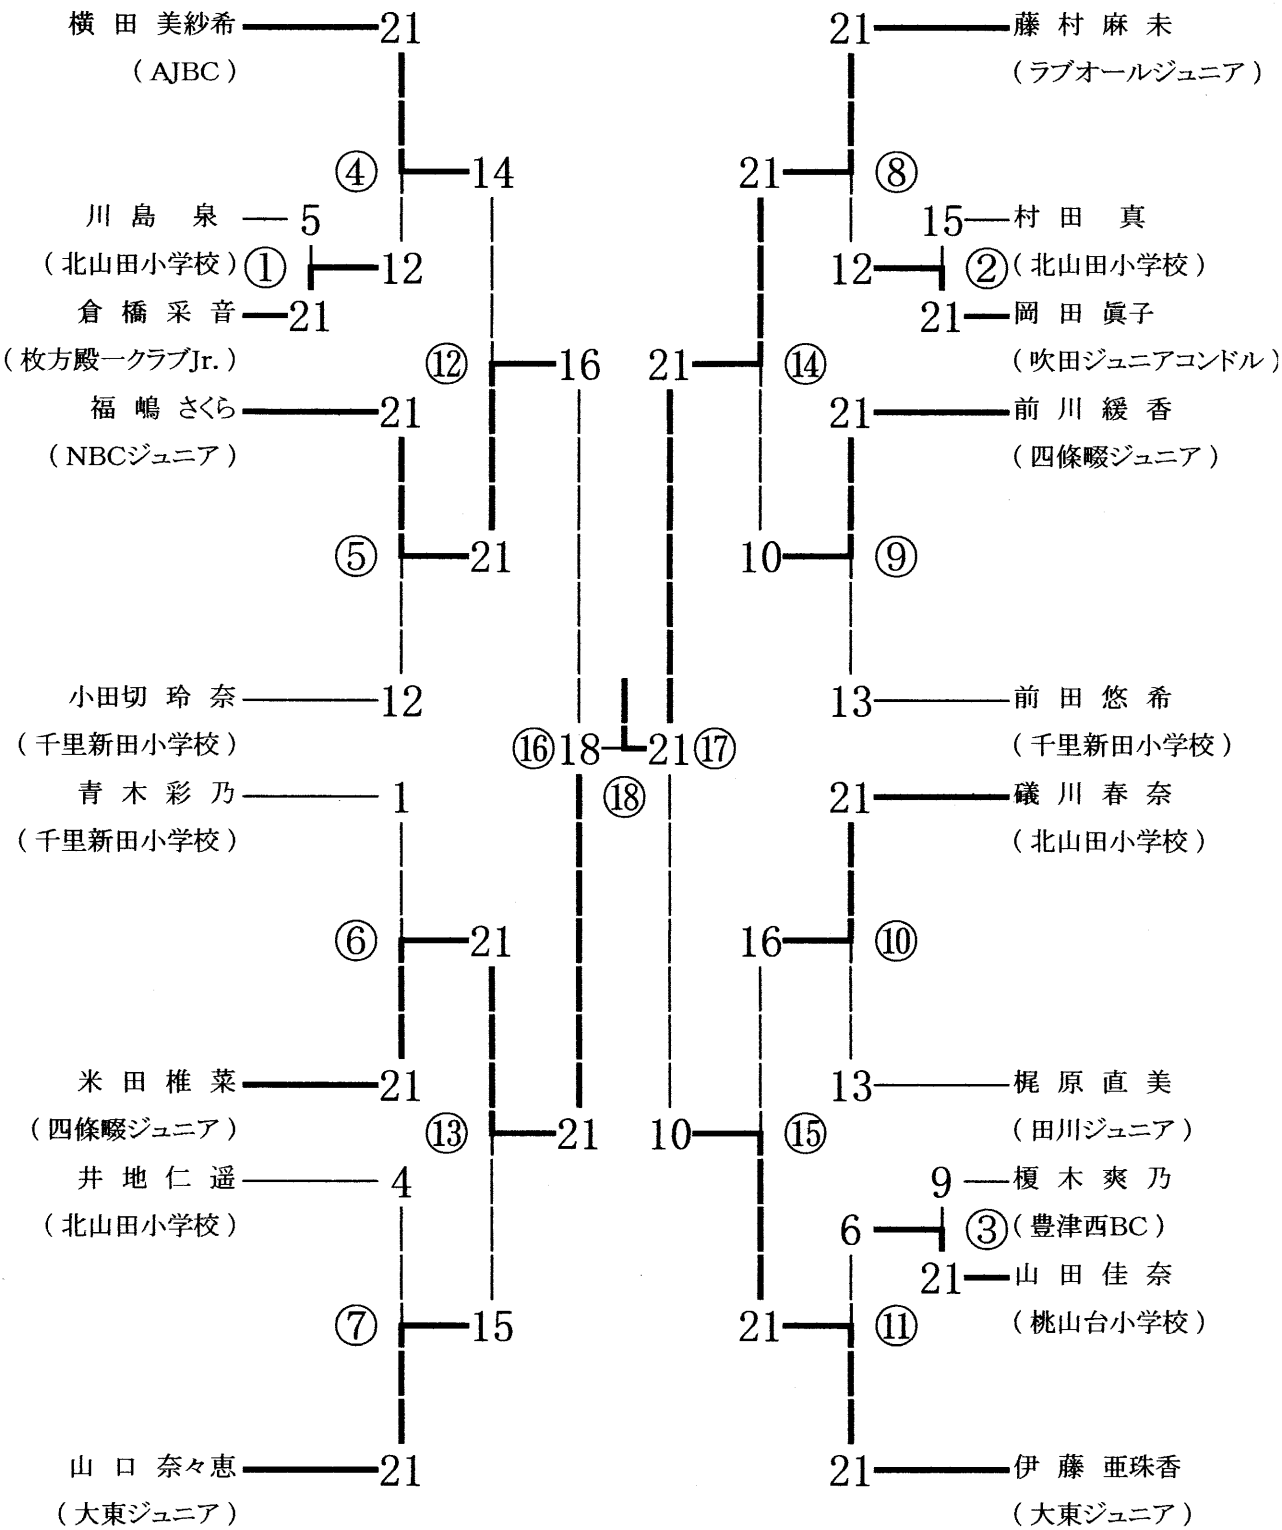 横 田 美紗希 21
( AJBC )
④ 14
川 島 泉 5
( 北山田小学校 ) ① 12
倉 橋 采 音 21
( 枚方殿一クラブJr. ) ⑫ 16
福 嶋 さくら 21
( NBCジュニア )
⑤ 21
小田切 玲 奈 12
( 千里新田小学校 ) ⑯ 18
青 木 彩 乃 1
( 千里新田小学校 )
⑥ 21
米 田 椎 菜 21
( 四條畷ジュニア ) ⑬ 21
井 地 仁 遥 4
( 北山田小学校 )
⑦ 15
山 口 奈々恵 21
( 大東ジュニア )
⑱
21 藤 村 麻 未
( ラブオールジュニア )
21 ⑧
15 村 田 真
12 ② ( 北山田小学校 )
21 岡 田 眞子
21 ⑭ ( 吹田ジュニアコンドル )
21 前 川 緩 香
( 四條畷ジュニア )
10 ⑨
13 前 田 悠 希
21 ⑰ ( 千里新田小学校 )
21 礒 川 春 奈
( 北山田小学校 )
16 ⑩
13 梶 原 直 美
10 ⑮ ( 田川ジュニア )
9 榎 木 爽 乃
6 ③ ( 豊津西BC )
21 山 田 佳 奈
21 ⑪ ( 桃山台小学校 )
21 伊 藤 亜珠香
( 大東ジュニア )